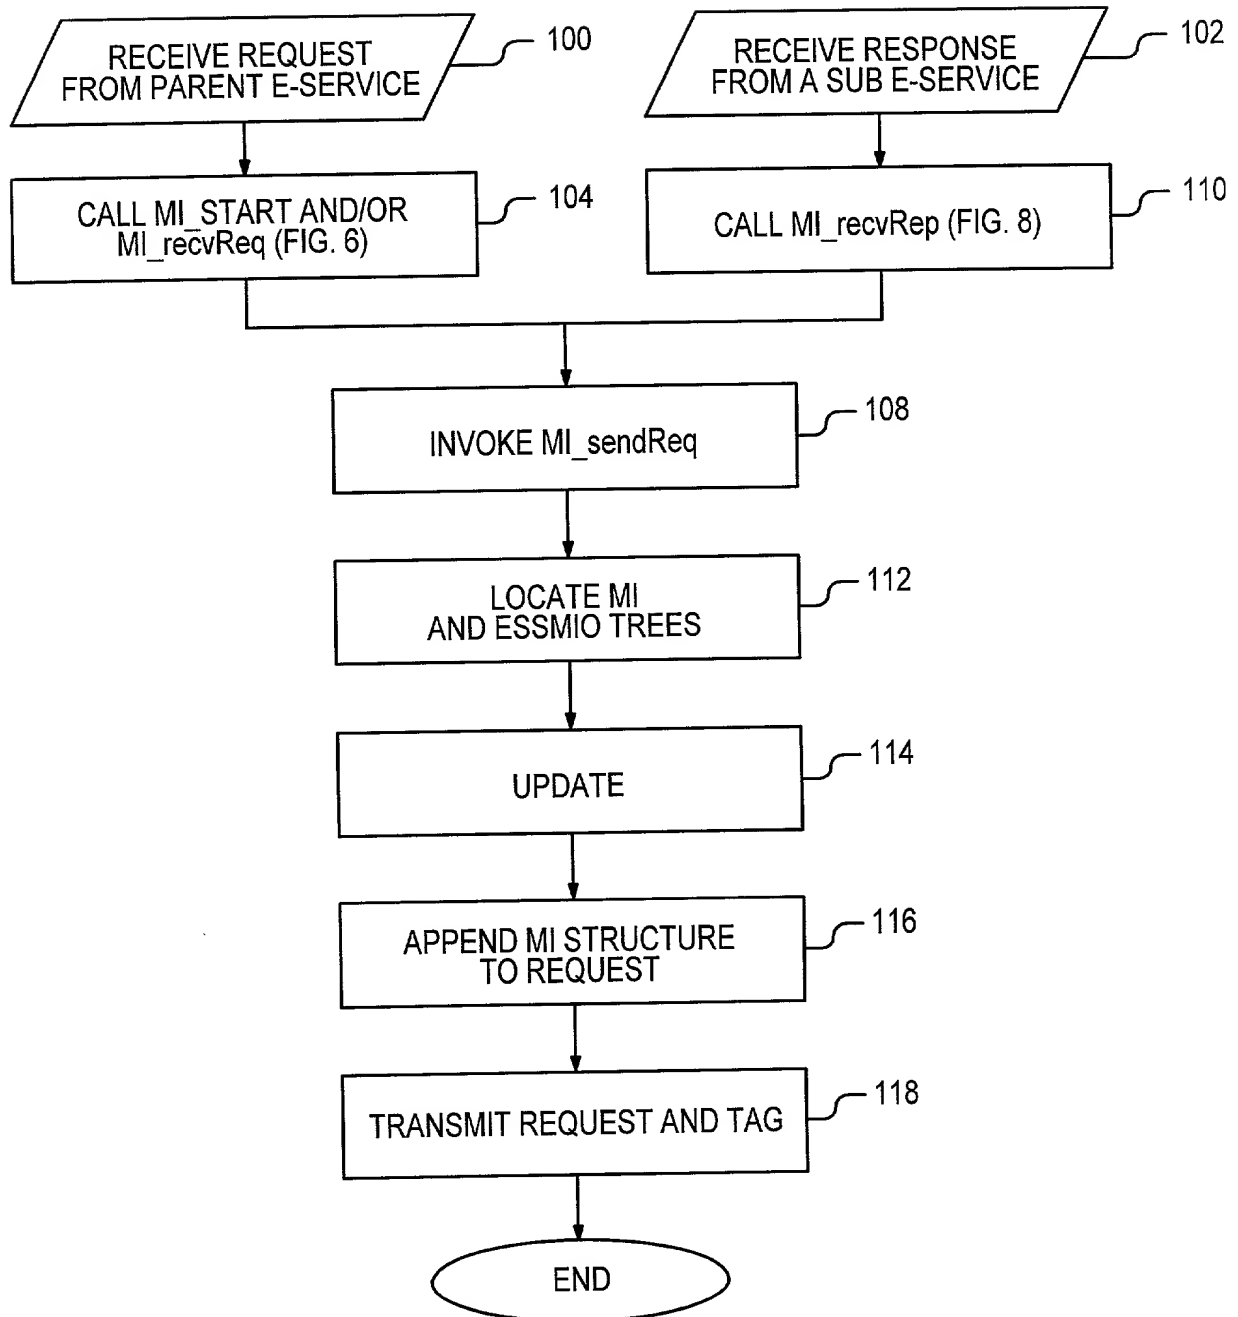 RECEIVE REQUEST
FROM PARENT E-SERVICE
100
RECEIVE RESPONSE
FROM A SUB E-SERVICE
102
CALL MI_START AND/OR
MI_recvReq (FIG. 6)
104
CALL MI_recvRep (FIG. 8)
110
INVOKE MI_sendReq
108
LOCATE MI
AND ESSMIO TREES
112
UPDATE
114
APPEND MI STRUCTURE
TO REQUEST
116
TRANSMIT REQUEST AND TAG
118
END